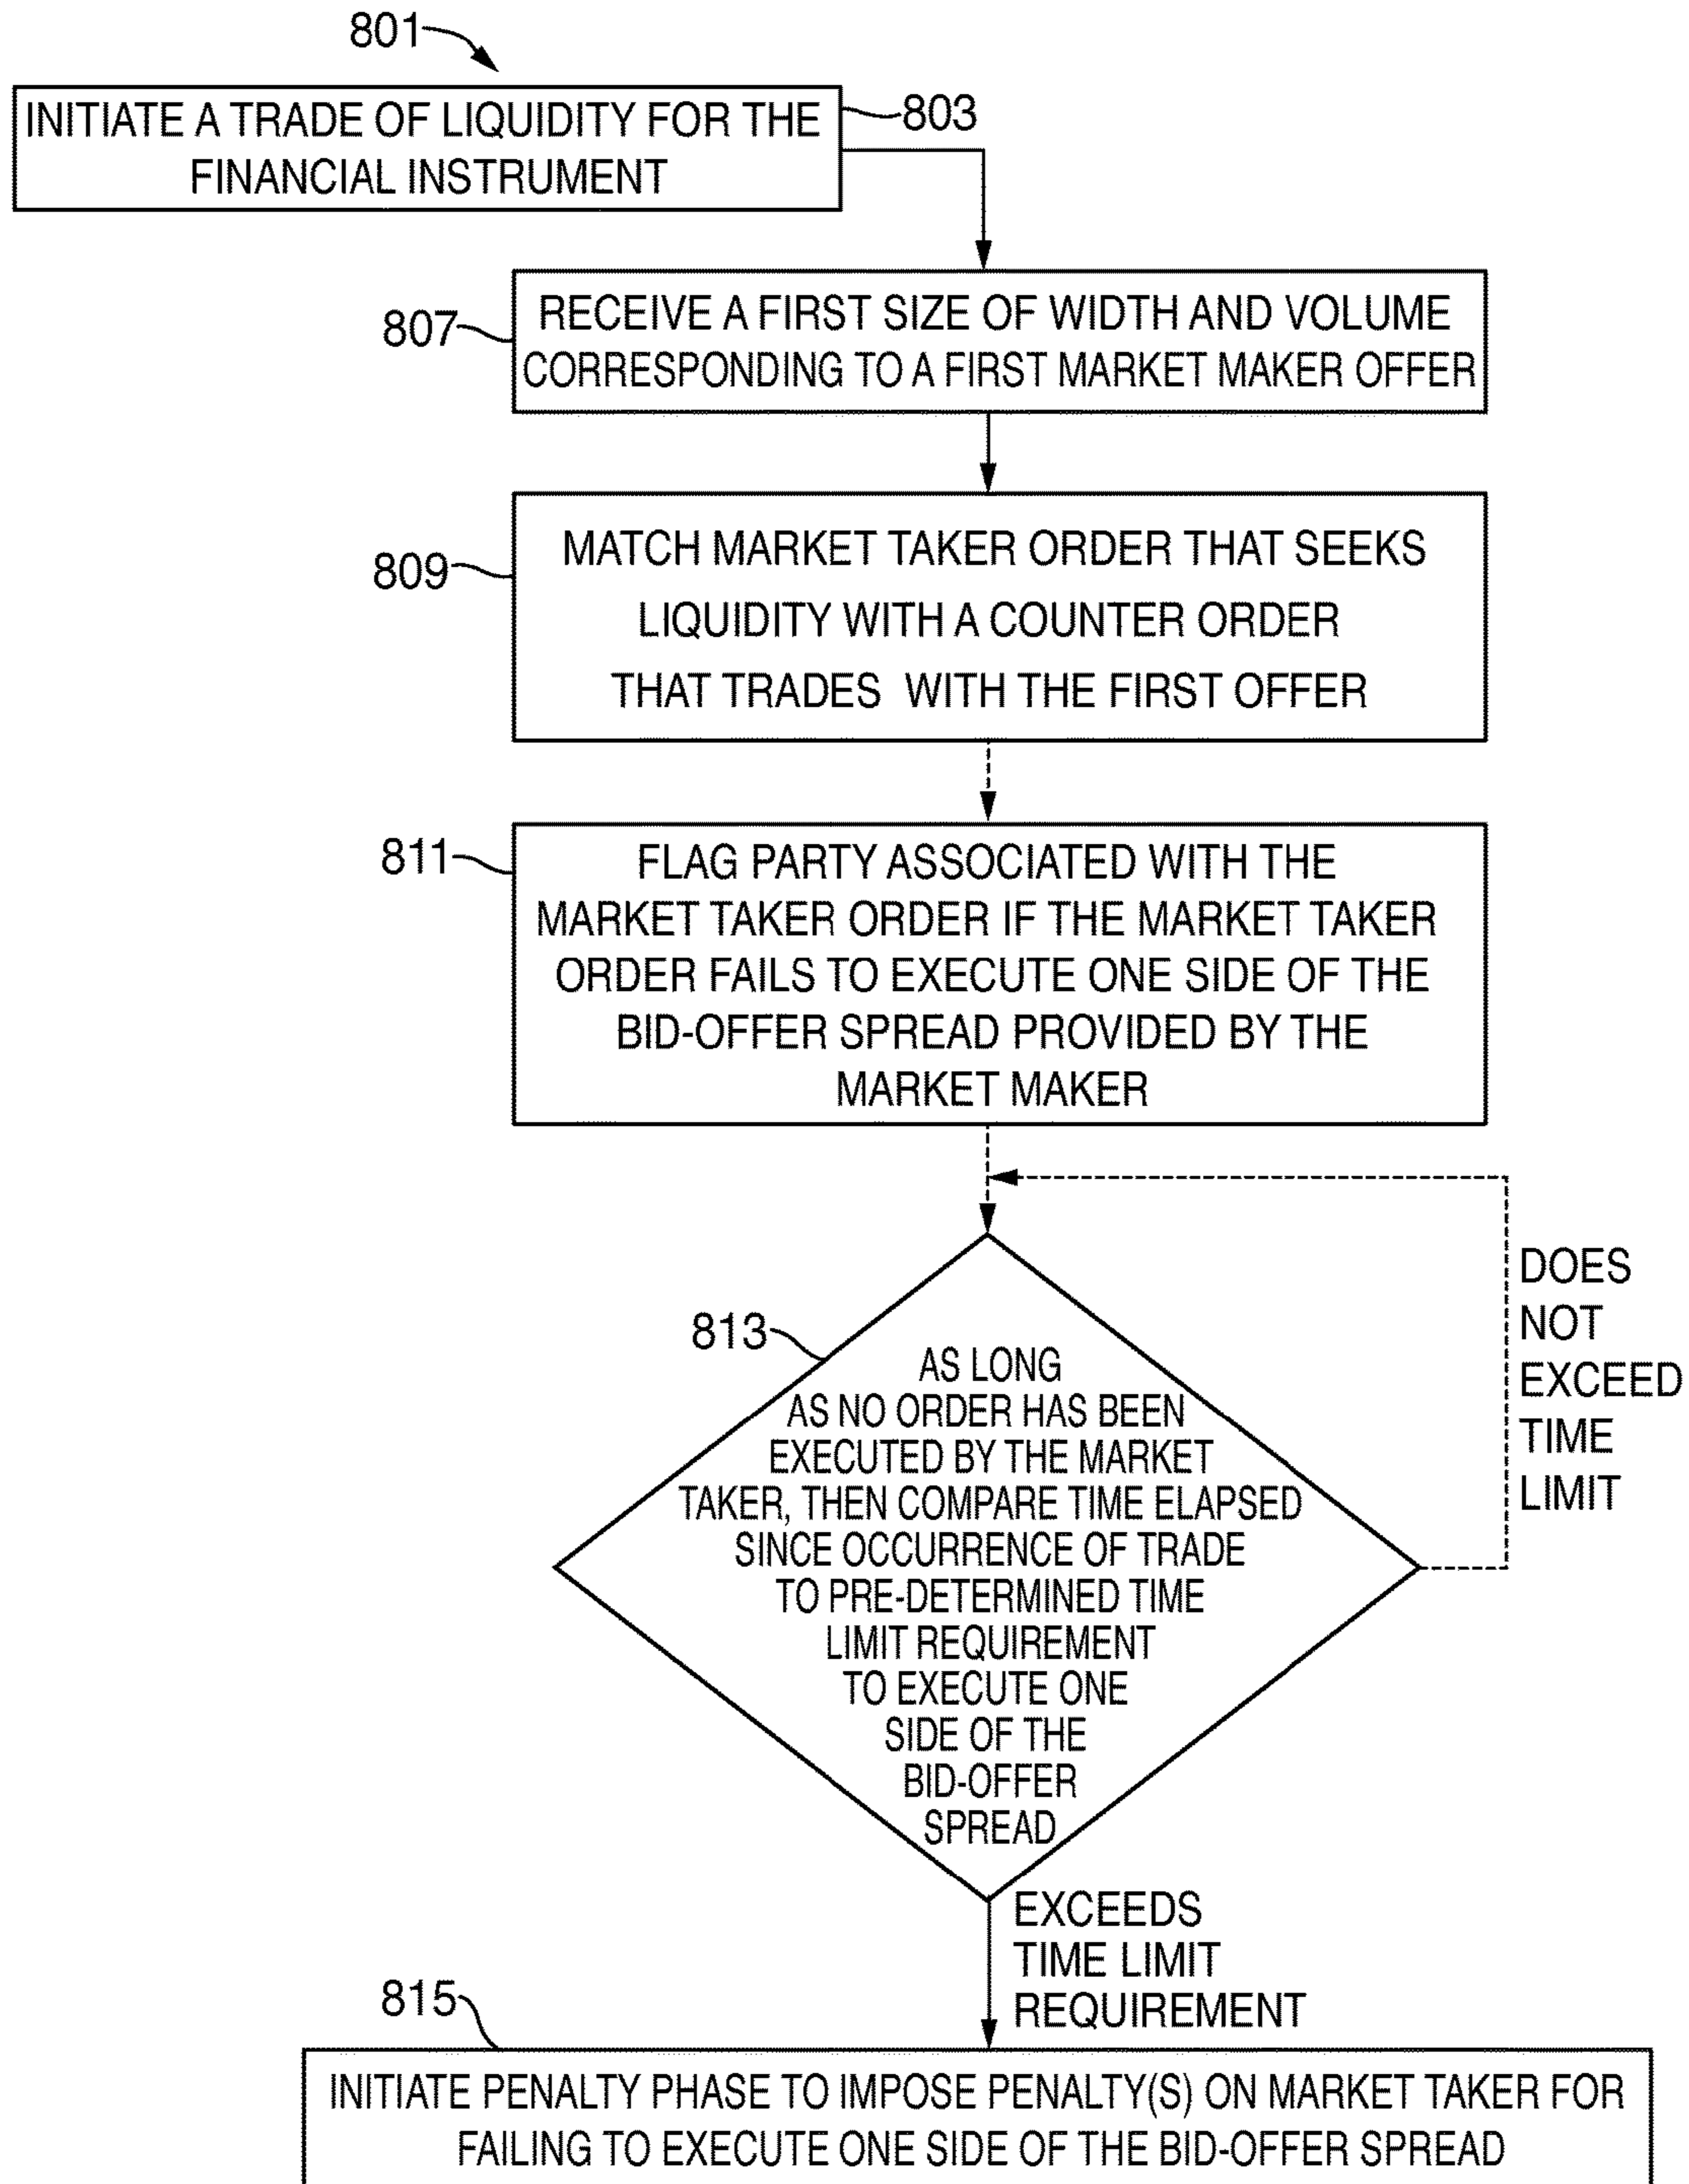 801
INITIATE A TRADE OF LIQUIDITY FOR THE
FINANCIAL INSTRUMENT
803
807
RECEIVE A FIRST SIZE OF WIDTH AND VOLUME
CORRESPONDING TO A FIRST MARKET MAKER OFFER
809
MATCH MARKET TAKER ORDER THAT SEEKS
LIQUIDITY WITH A COUNTER ORDER
THAT TRADES WITH THE FIRST OFFER
811
FLAG PARTY ASSOCIATED WITH THE
MARKET TAKER ORDER IF THE MARKET TAKER
ORDER FAILS TO EXECUTE ONE SIDE OF THE
BID-OFFER SPREAD PROVIDED BY THE
MARKET MAKER
813
AS LONG
AS NO ORDER HAS BEEN
EXECUTED BY THE MARKET
TAKER, THEN COMPARE TIME ELAPSED
SINCE OCCURRENCE OF TRADE
TO PRE-DETERMINED TIME
LIMIT REQUIREMENT
TO EXECUTE ONE
SIDE OF THE
BID-OFFER
SPREAD
DOES
NOT
EXCEED
TIME
LIMIT
EXCEEDS
TIME LIMIT
REQUIREMENT
815
INITIATE PENALTY PHASE TO IMPOSE PENALTY(S) ON MARKET TAKER FOR
FAILING TO EXECUTE ONE SIDE OF THE BID-OFFER SPREAD